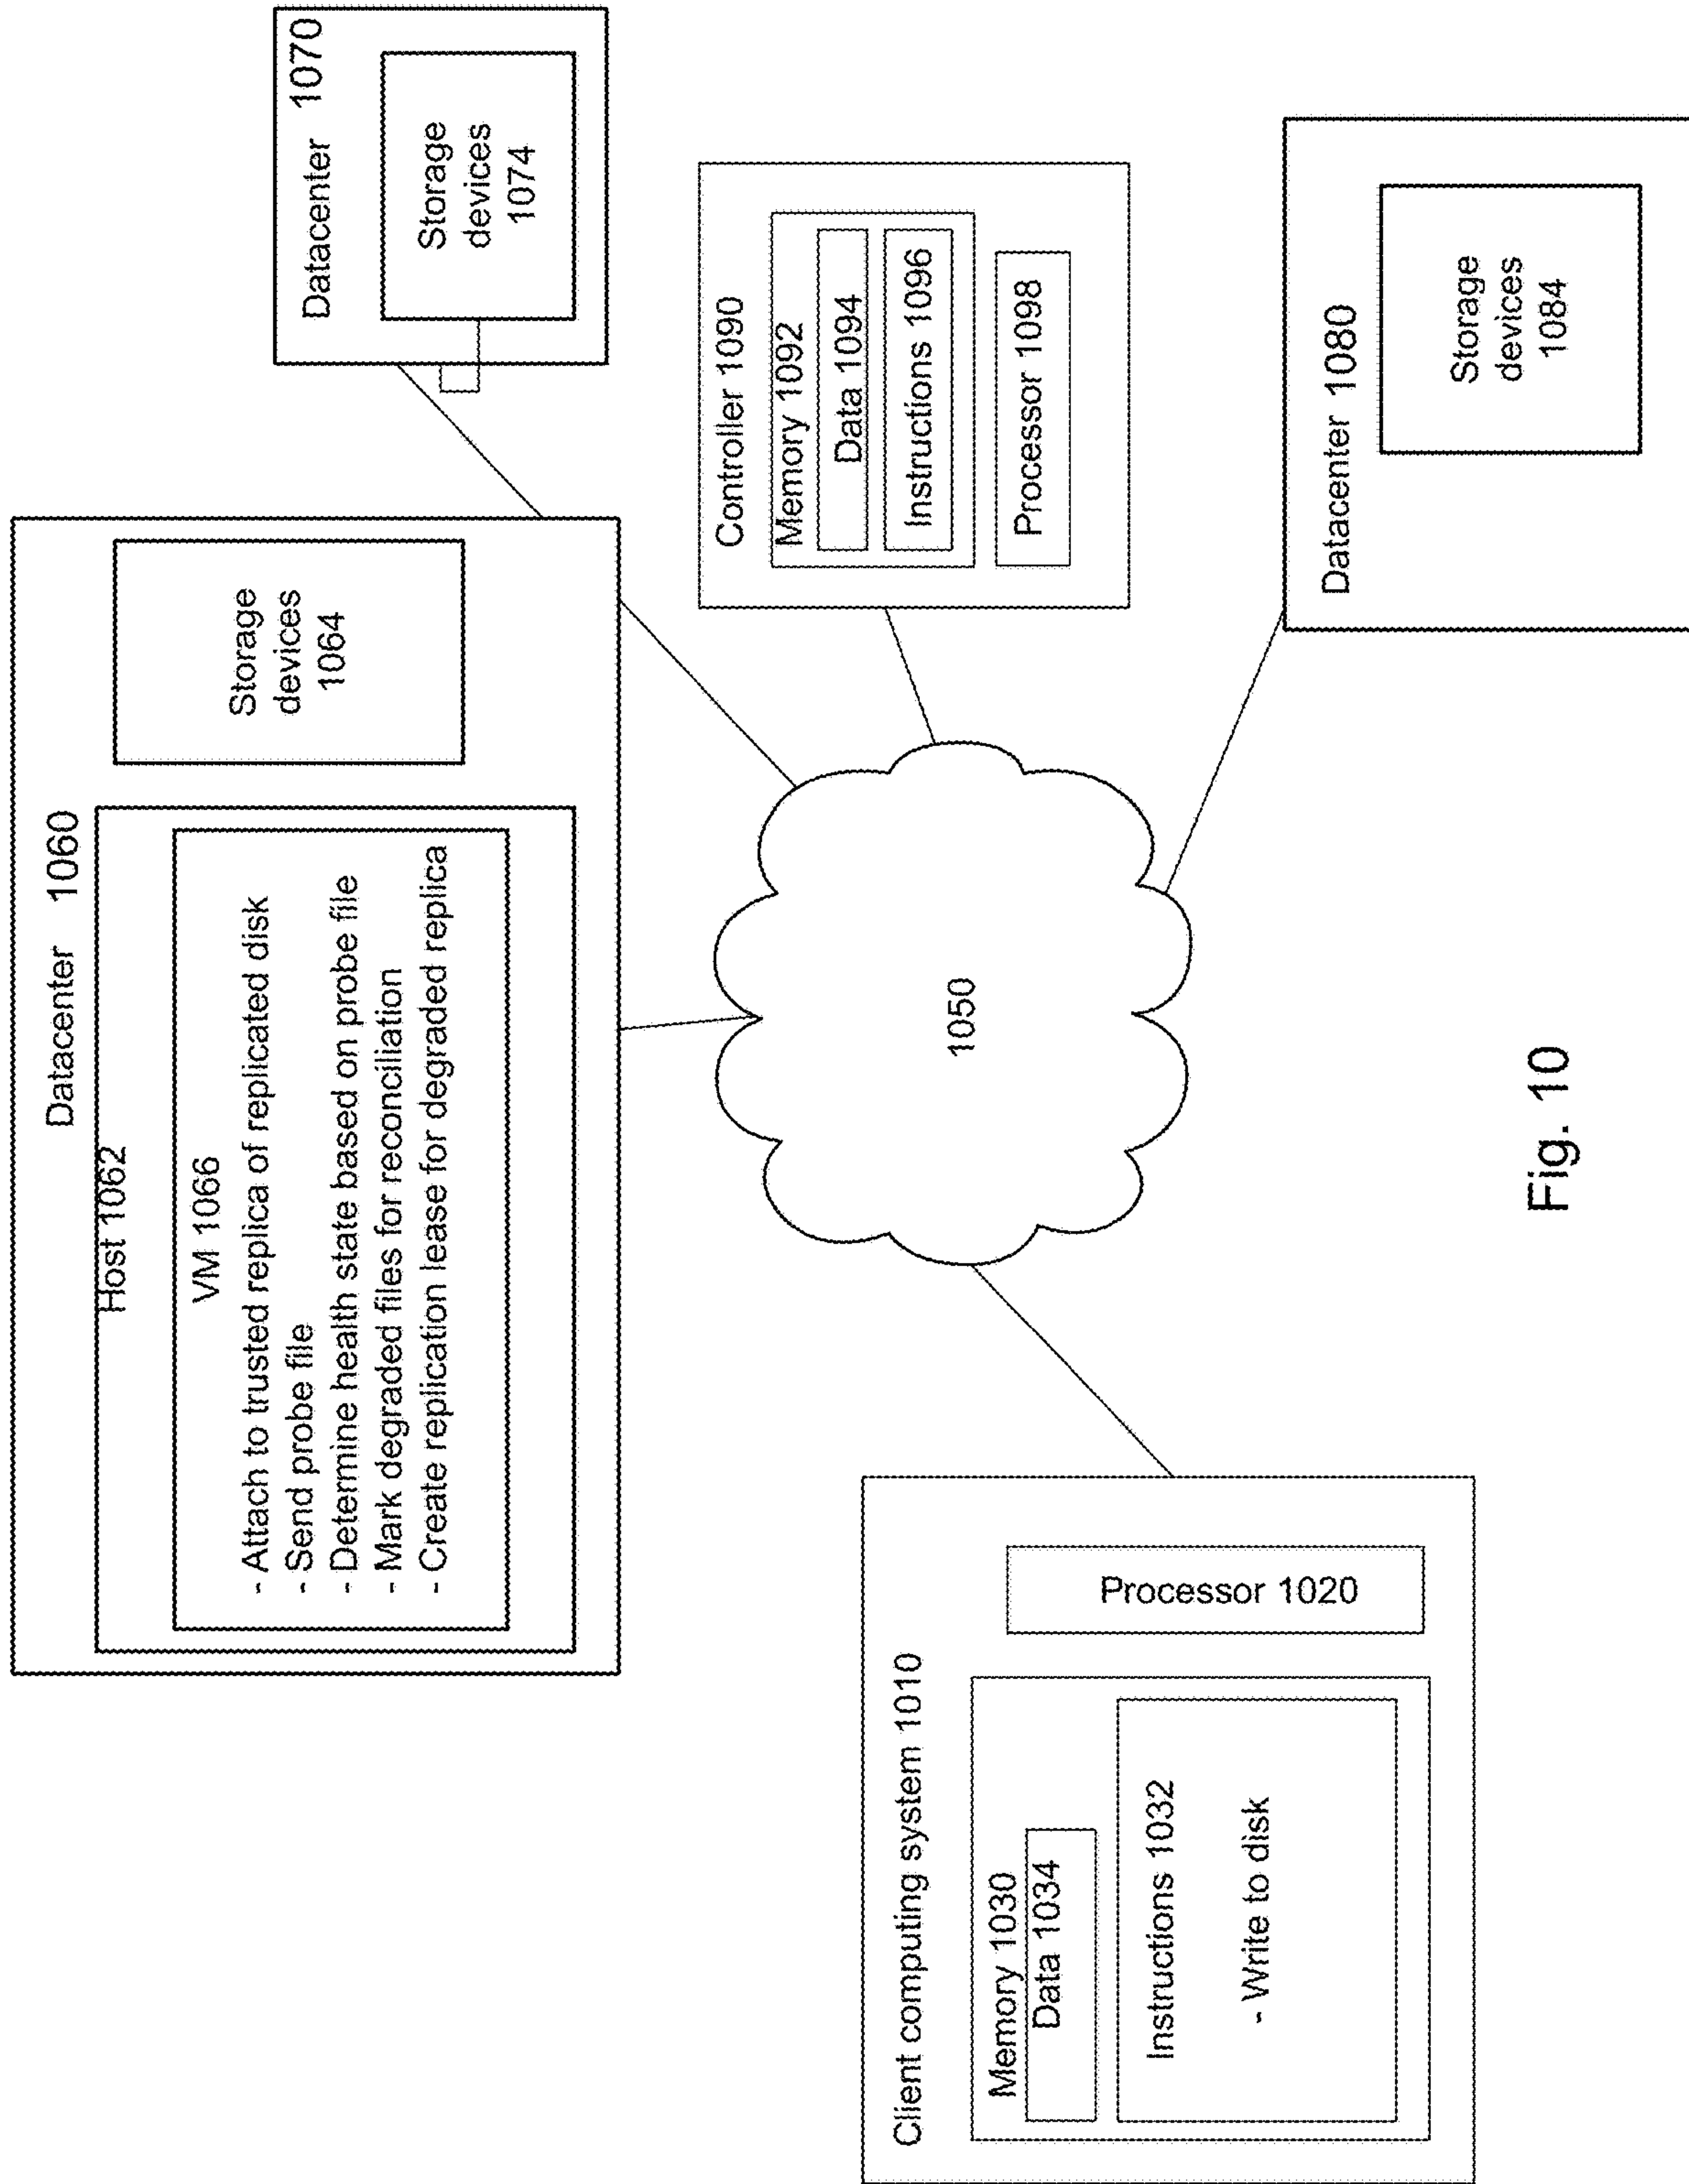 Datacenter 1060
Host 1062
VM 1066
- Attach to trusted replica of replicated disk
- Send probe file
- Determine health state based on probe file
- Mark degraded files for reconciliation
- Create replication lease for degraded replica
Storage
devices
1064
Datacenter 1070
Storage
devices
1074
Client computing system 1010
Memory 1030
Data 1034
Instructions 1032
- Write to disk
Processor 1020
1050
Controller 1090
Memory 1092
Data 1094
Instructions 1096
Processor 1098
Datacenter 1080
Storage
devices
1084
Fig. 10